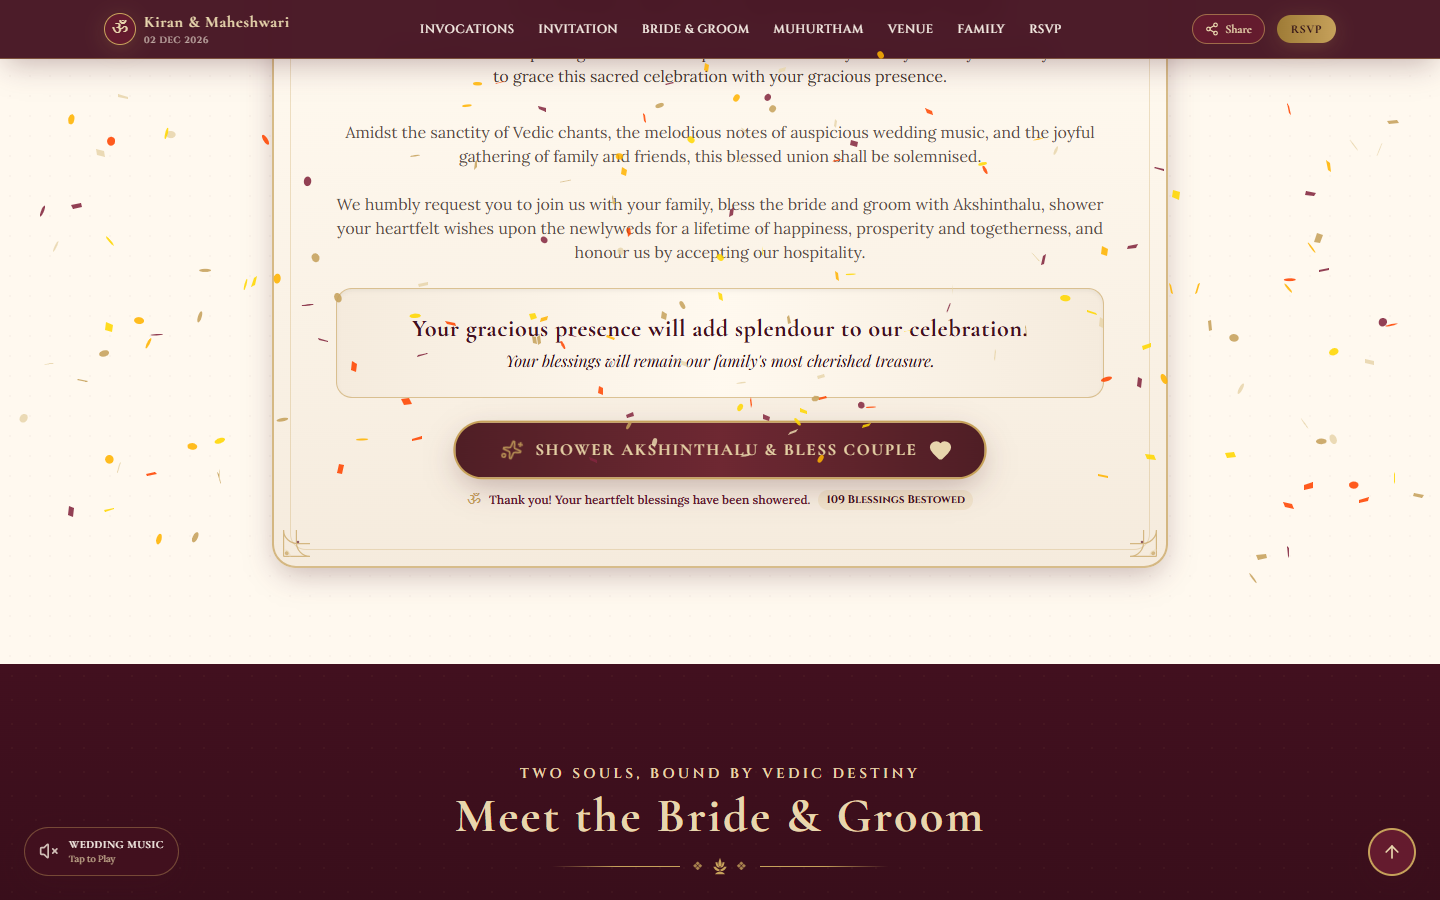 ॐ
Kiran & Maheshwari
02 DEC 2026
INVOCATIONS
INVITATION
BRIDE & GROOM
MUHURTHAM
VENUE
FAMILY
RSVP
Share
RSVP
to grace this sacred celebration with your gracious presence.
Amidst the sanctity of Vedic chants, the melodious notes of auspicious wedding music, and the joyful
gathering of family and friends, this blessed union shall be solemnised.
We humbly request you to join us with your family, bless the bride and groom with Akshinthalu, shower
your heartfelt wishes upon the newlyweds for a lifetime of happiness, prosperity and togetherness, and
honour us by accepting our hospitality.
Your gracious presence will add splendour to our celebration.
Your blessings will remain our family's most cherished treasure.
SHOWER AKSHINTHALU & BLESS COUPLE
ॐ Thank you! Your heartfelt blessings have been showered. 109 BLESSINGS BESTOWED
TWO SOULS, BOUND BY VEDIC DESTINY
Meet the Bride & Groom
WEDDING MUSIC
Tap to Play